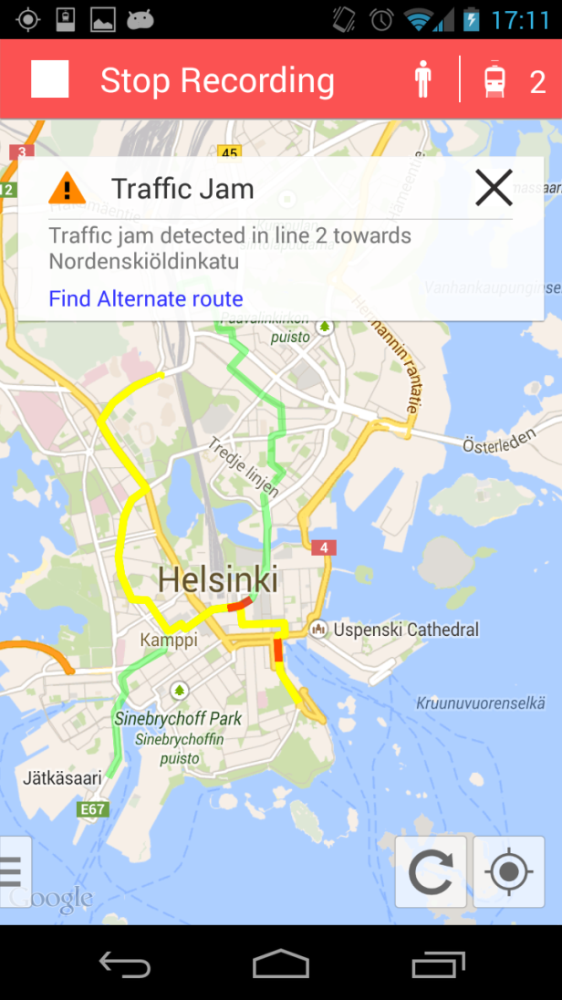 17:11
Stop Recording
2
3
45
12
Traffic Jam
Traffic jam detected in line 2 towards
Nordenskiöldinkatu
Find Alternate route
Vanhankaupunginse
Paavalinkirkon
puisto
Hermannin rantatie
Österleden
Tredje linjen
4
Helsinki
Uspenski Cathedral
Kamppi
Kruunuvuorenselkä
Sinebrychoff Park
Sinebrychoffin
puisto
Jätkäsaari
E67
Google